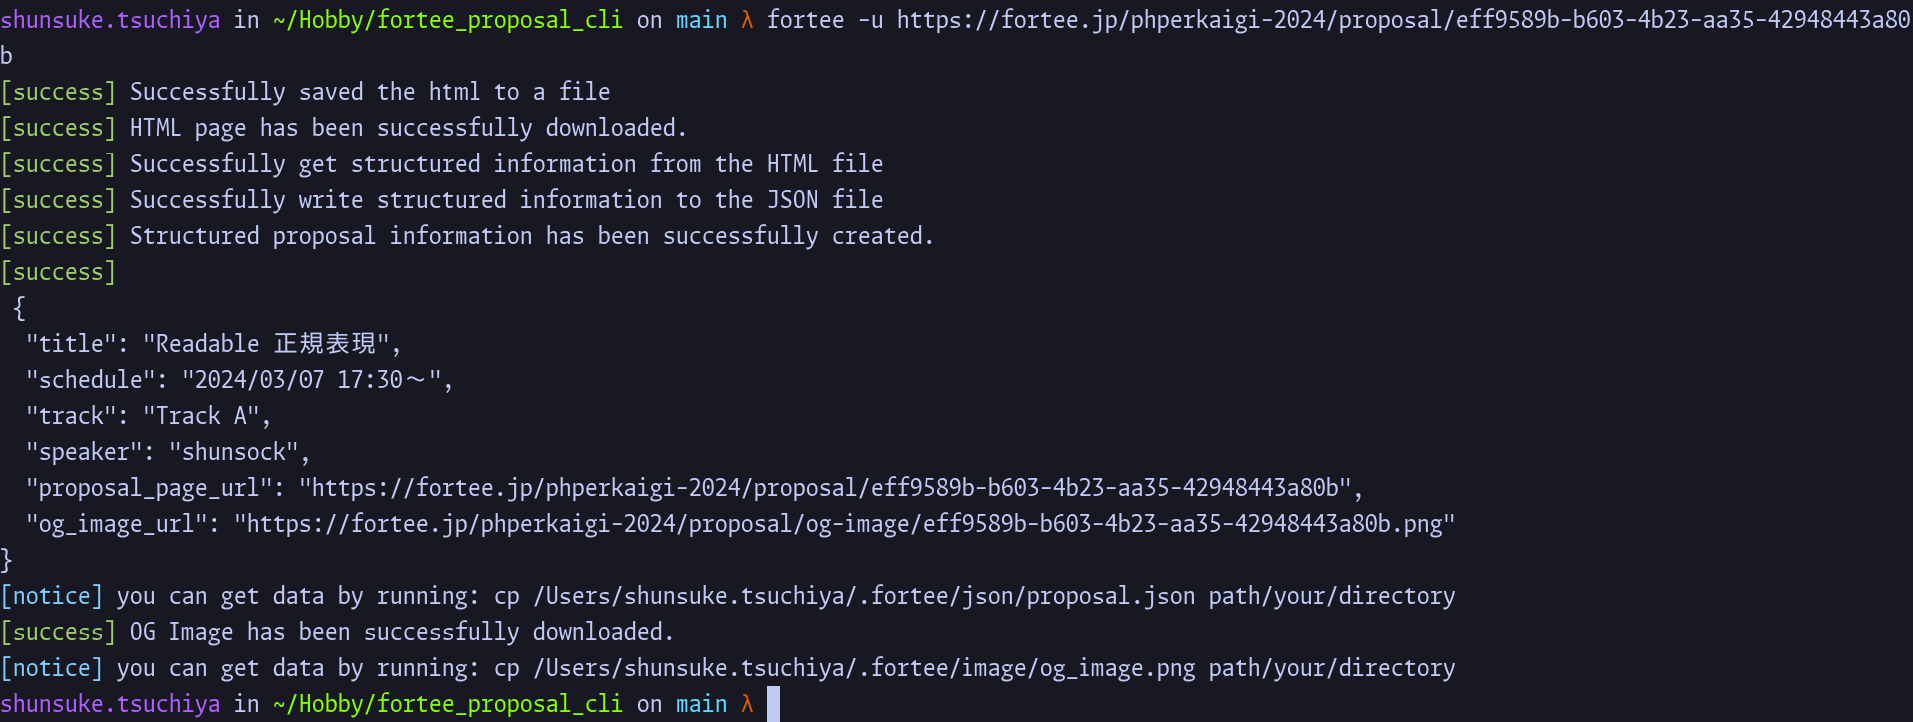 shunsuke.tsuchiya in ~/Hobby/fortee_proposal_cli on main λ fortee -u https://fortee.jp/phperkaigi-2024/proposal/eff9589b-b603-4b23-aa35-42948443a80
b
[success] Successfully saved the html to a file
[success] HTML page has been successfully downloaded.
[success] Successfully get structured information from the HTML file
[success] Successfully write structured information to the JSON file
[success] Structured proposal information has been successfully created.
[success]
 {
  "title": "Readable 正規表現",
  "schedule": "2024/03/07 17:30〜",
  "track": "Track A",
  "speaker": "shunsock",
  "proposal_page_url": "https://fortee.jp/phperkaigi-2024/proposal/eff9589b-b603-4b23-aa35-42948443a80b",
  "og_image_url": "https://fortee.jp/phperkaigi-2024/proposal/og-image/eff9589b-b603-4b23-aa35-42948443a80b.png"
}
[notice] you can get data by running: cp /Users/shunsuke.tsuchiya/.fortee/json/proposal.json path/your/directory
[success] OG Image has been successfully downloaded.
[notice] you can get data by running: cp /Users/shunsuke.tsuchiya/.fortee/image/og_image.png path/your/directory
shunsuke.tsuchiya in ~/Hobby/fortee_proposal_cli on main λ